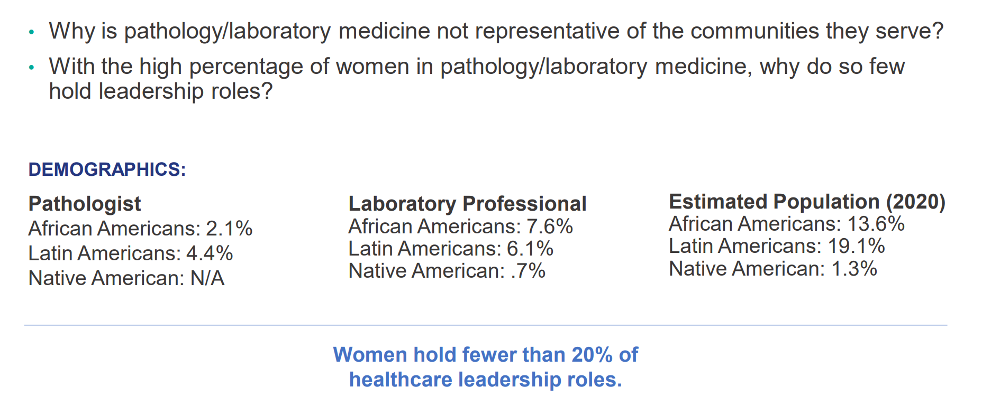 • Why is pathology/laboratory medicine not representative of the communities they serve?
• With the high percentage of women in pathology/laboratory medicine, why do so few
hold leadership roles?
DEMOGRAPHICS:
Pathologist
African Americans: 2.1%
Latin Americans: 4.4%
Native American: N/A
Laboratory Professional
African Americans: 7.6%
Latin Americans: 6.1%
Native American: .7%
Estimated Population (2020)
African Americans: 13.6%
Latin Americans: 19.1%
Native American: 1.3%
Women hold fewer than 20% of
healthcare leadership roles.